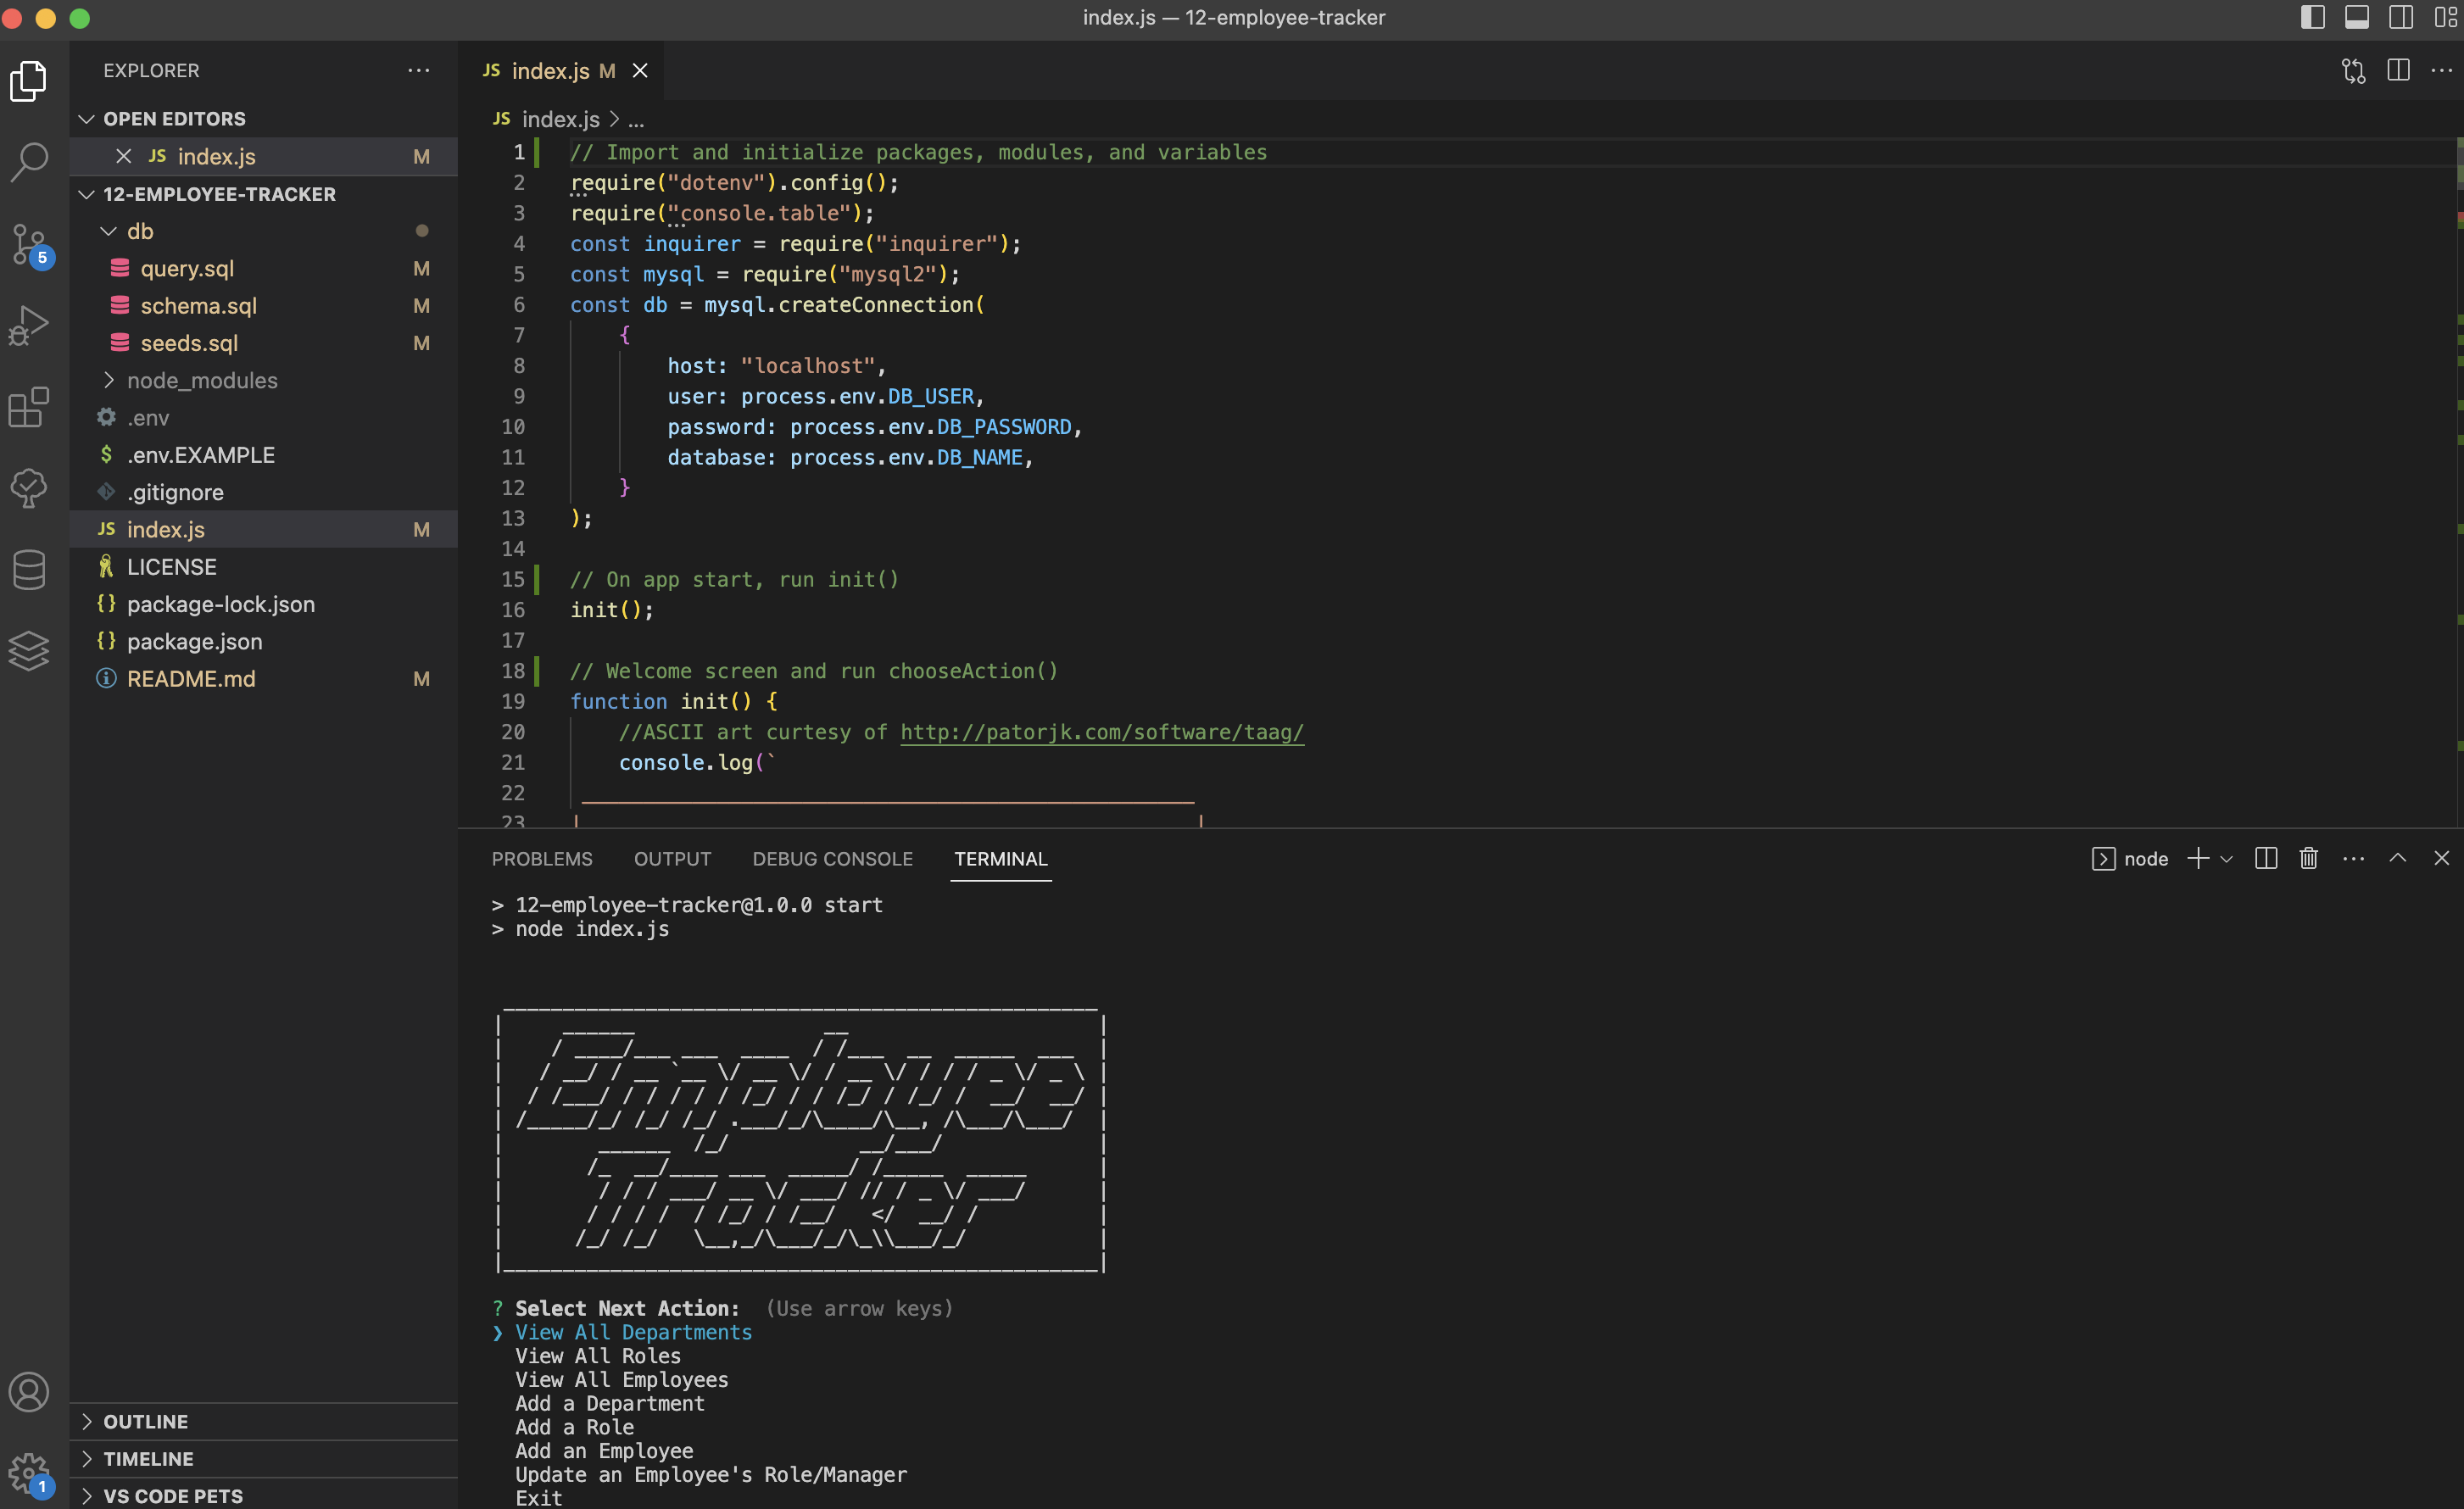 index.js — 12-employee-tracker
EXPLORER
OPEN EDITORS
JS index.js M
12-EMPLOYEE-TRACKER
db
query.sql M
schema.sql M
seeds.sql M
node_modules
.env
$ .env.EXAMPLE
.gitignore
JS index.js M
LICENSE
{} package-lock.json
{} package.json
README.md M
OUTLINE
TIMELINE
VS CODE PETS
5
1
JS index.js M
JS index.js > ...
1 // Import and initialize packages, modules, and variables
2 require("dotenv").config();
3 require("console.table");
4 const inquirer = require("inquirer");
5 const mysql = require("mysql2");
6 const db = mysql.createConnection(
7 {
8 host: "localhost",
9 user: process.env.DB_USER,
10 password: process.env.DB_PASSWORD,
11 database: process.env.DB_NAME,
12 }
13 );
14
15 // On app start, run init()
16 init();
17
18 // Welcome screen and run chooseAction()
19 function init() {
20 //ASCII art curtesy of http://patorjk.com/software/taag/
21 console.log(`
22
23
PROBLEMS OUTPUT DEBUG CONSOLE TERMINAL
node
> 12-employee-tracker@1.0.0 start
> node index.js
Employee
Tracker
? Select Next Action: (Use arrow keys)
❯ View All Departments
View All Roles
View All Employees
Add a Department
Add a Role
Add an Employee
Update an Employee's Role/Manager
Exit